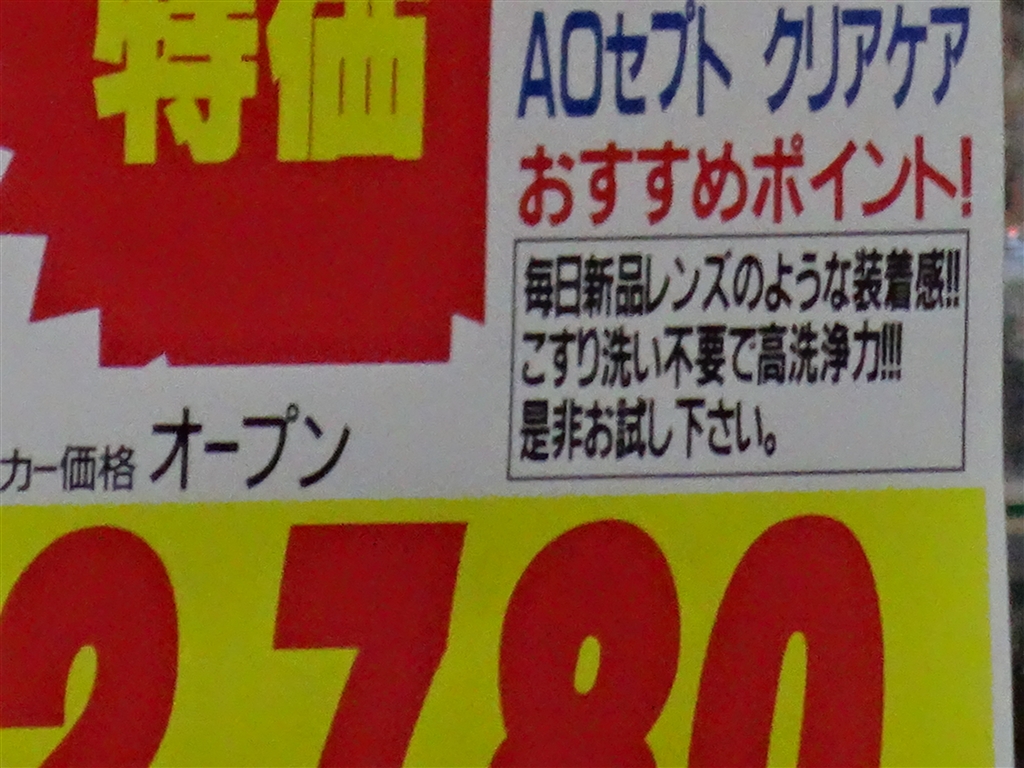 特価
AOセプト クリアケア
おすすめポイント!
毎日新品レンズのような装着感!!
こすり洗い不要で高洗浄力!!!
是非お試し下さい。
カー価格 オープン
2,780